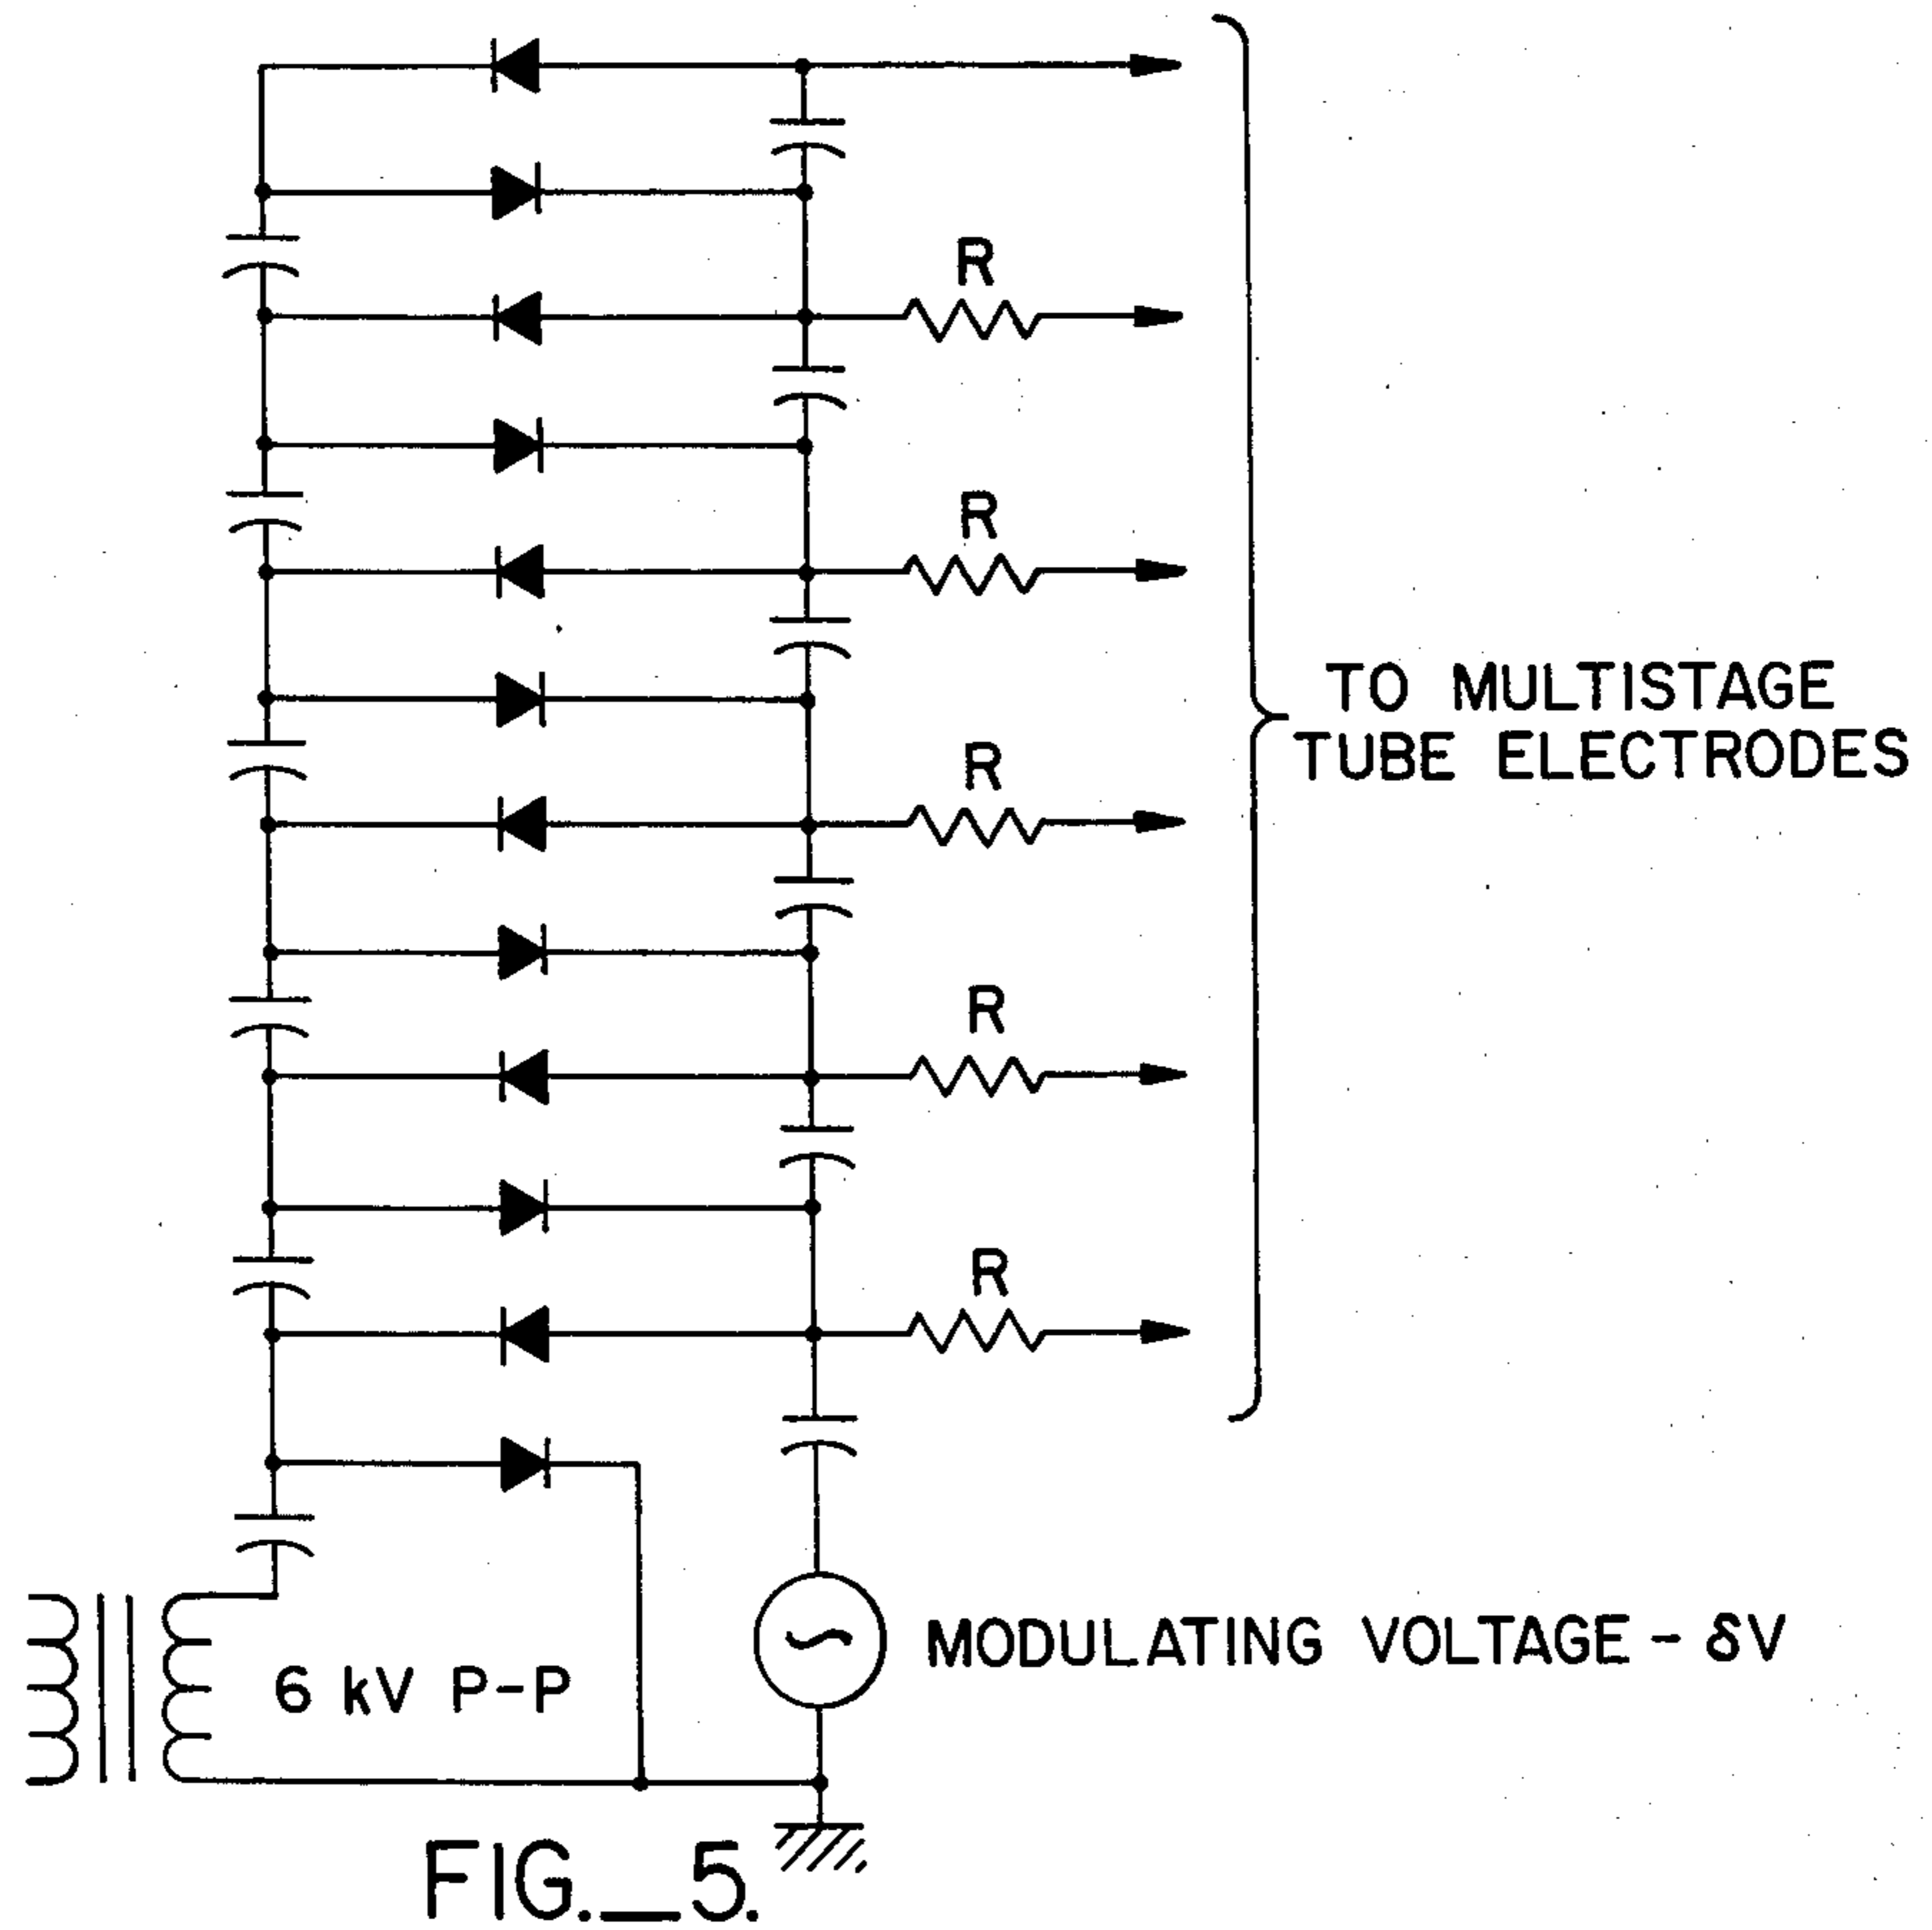 R
R
R
TO MULTISTAGE
TUBE ELECTRODES
R
R
6 kV P-P
MODULATING VOLTAGE - δV
FIG._5.